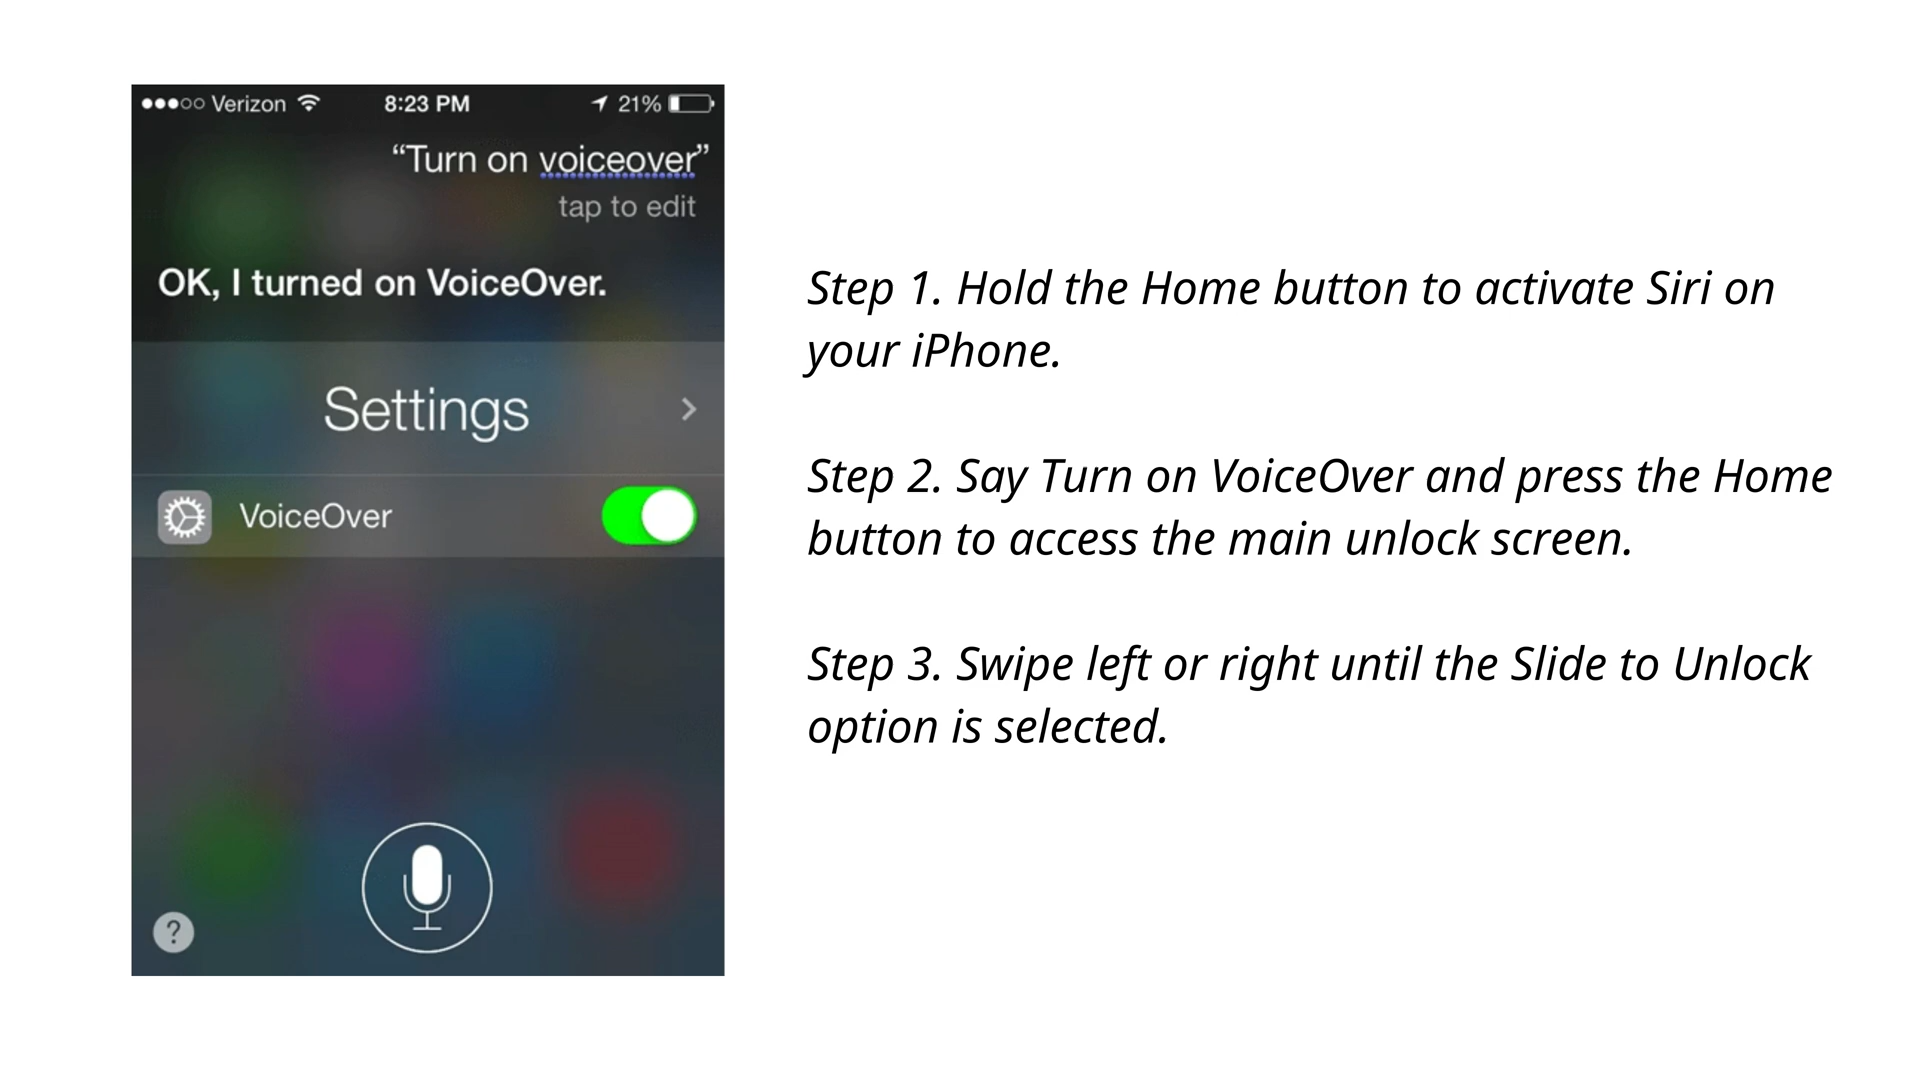 Verizon 8:23 PM 21%
“Turn on voiceover”
tap to edit
OK, I turned on VoiceOver.
Settings
VoiceOver
?
Step 1. Hold the Home button to activate Siri on
your iPhone.
Step 2. Say Turn on VoiceOver and press the Home
button to access the main unlock screen.
Step 3. Swipe left or right until the Slide to Unlock
option is selected.